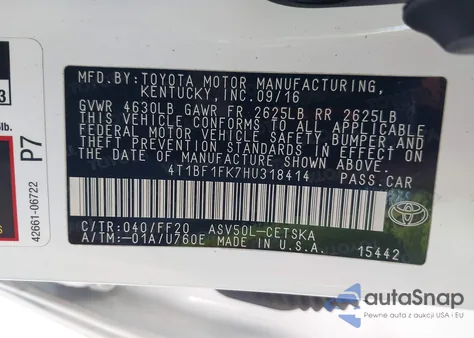 MFD. BY: TOYOTA MOTOR MANUFACTURING,
KENTUCKY, INC. 09/16
GVWR 4630LB GAWR FR 2625LB RR 2625LB
THIS VEHICLE CONFORMS TO ALL APPLICABLE
FEDERAL MOTOR VEHICLE SAFETY, BUMPER, AND
THEFT PREVENTION STANDARDS IN EFFECT ON
THE DATE OF MANUFACTURE SHOWN ABOVE.
4T1BF1FK7HU318414
PASS.CAR
C/TR:040/FF20 ASV50L-CETSKA
A/TM:-01A/U760E MADE IN U.S.A.
15442
3
lb.
P7
42661-06722
autoSnap
Pewne auta z aukcji USA i EU